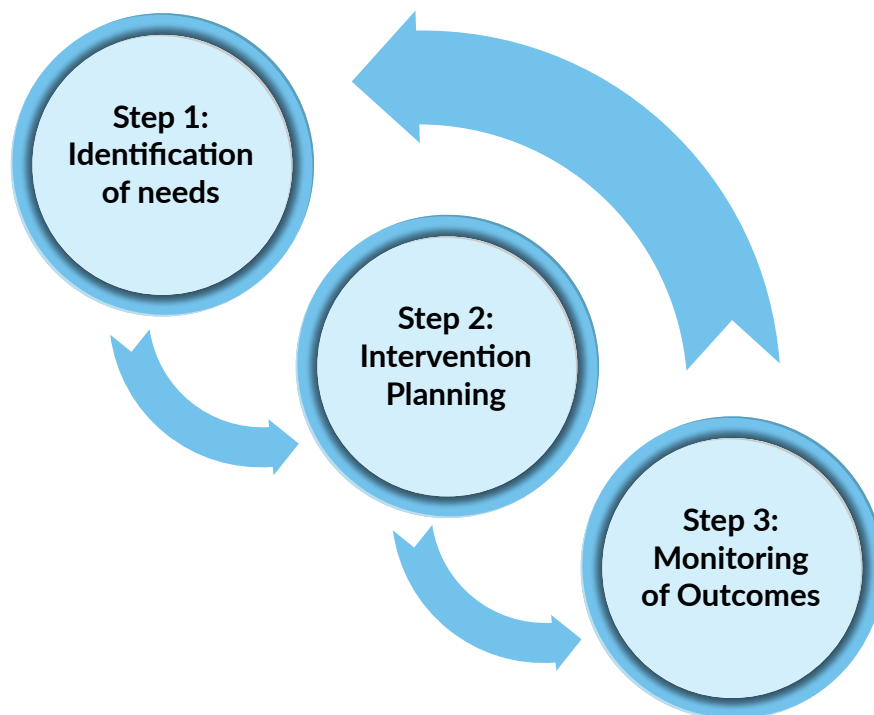 Step 1:
Identification
of needs
Step 2:
Intervention
Planning
Step 3:
Monitoring
of Outcomes